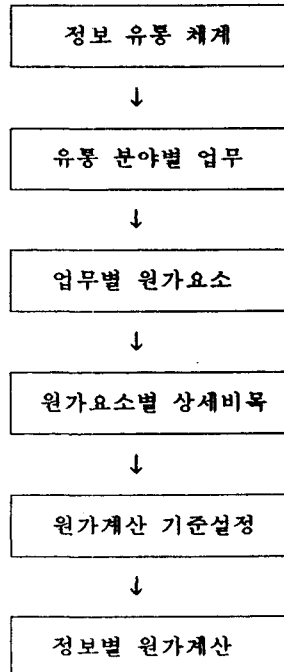 정보 유통 체계
↓
유통 분야별 업무
↓
업무별 원가요소
↓
원가요소별 상세비목
↓
원가계산 기준설정
↓
정보별 원가계산